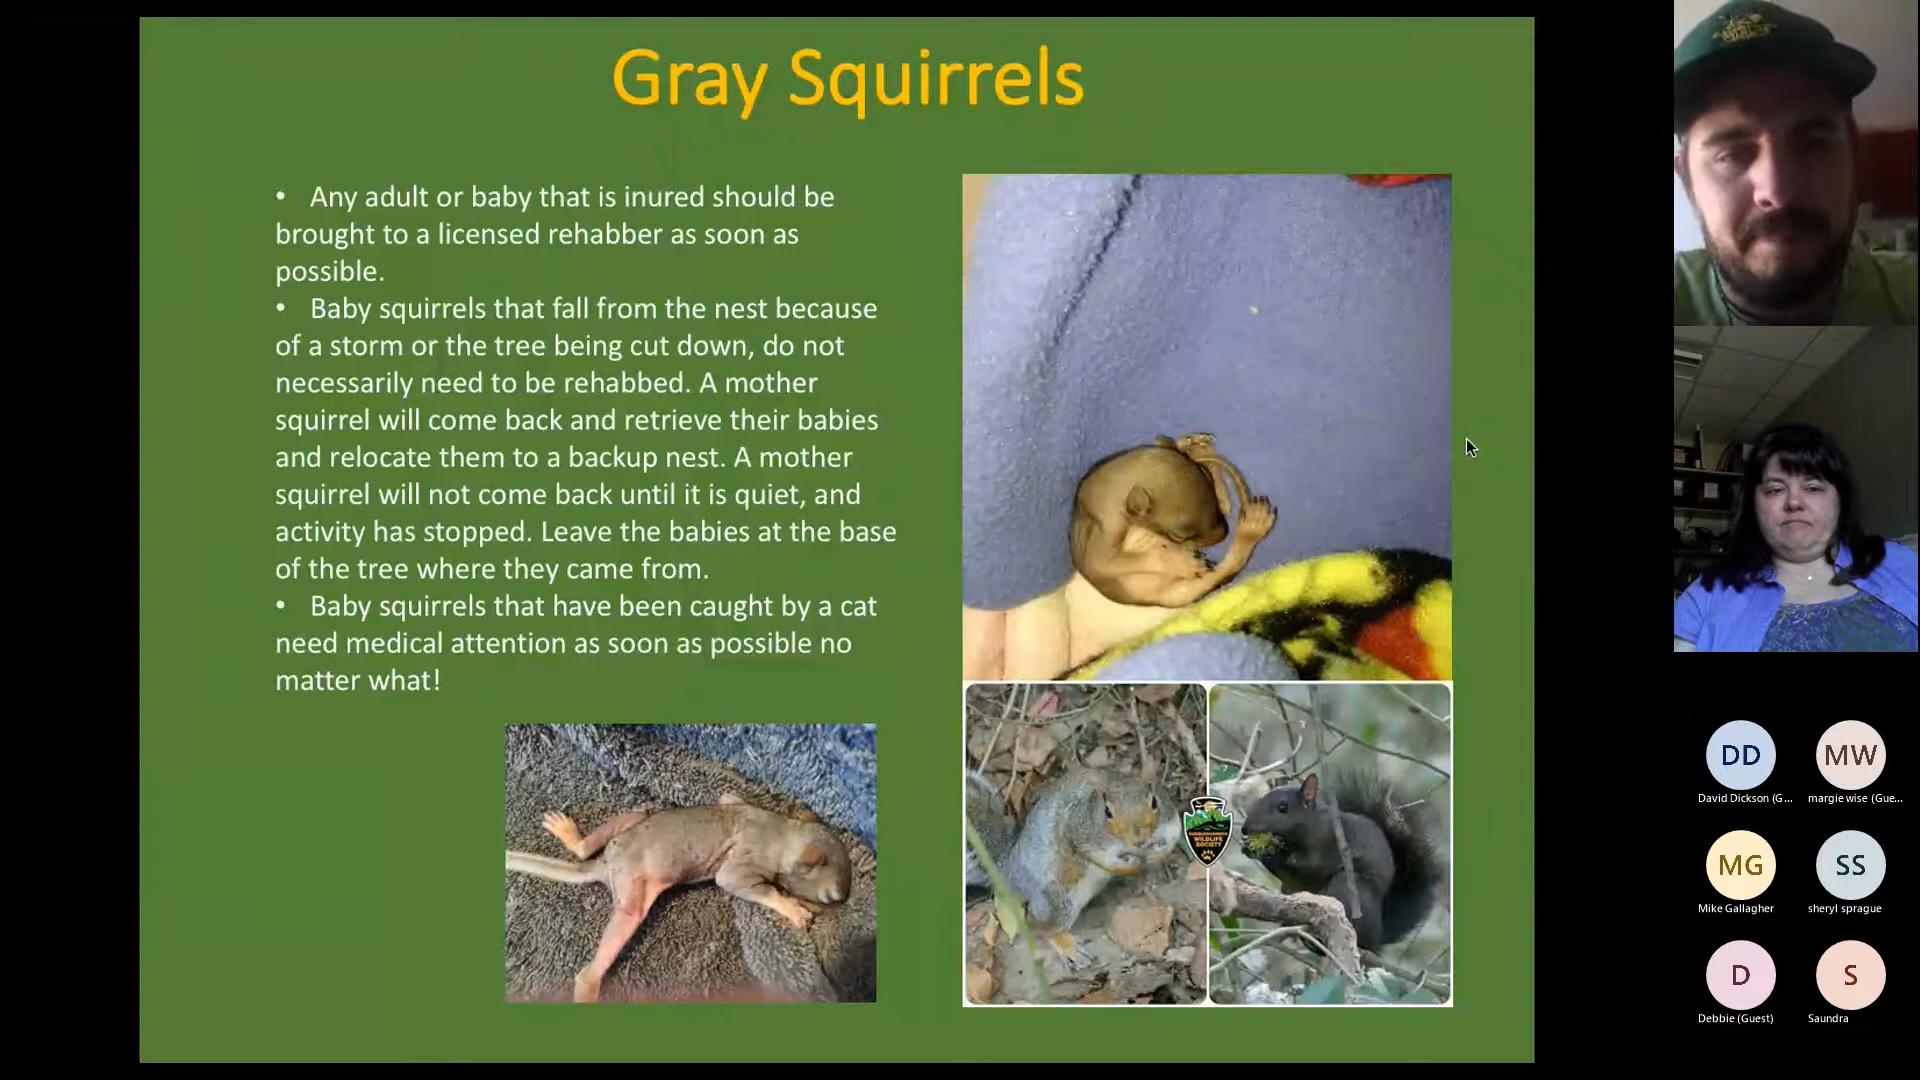 Gray Squirrels
• Any adult or baby that is inured should be
brought to a licensed rehabber as soon as
possible.
• Baby squirrels that fall from the nest because
of a storm or the tree being cut down, do not
necessarily need to be rehabbed. A mother
squirrel will come back and retrieve their babies
and relocate them to a backup nest. A mother
squirrel will not come back until it is quiet, and
activity has stopped. Leave the babies at the base
of the tree where they came from.
• Baby squirrels that have been caught by a cat
need medical attention as soon as possible no
matter what!
SUSQUEHANNOCK
WILDLIFE
SOCIETY
DD
MW
David Dickson (G...
margie wise (Gue...
MG
SS
Mike Gallagher
sheryl sprague
D
S
Debbie (Guest)
Saundra